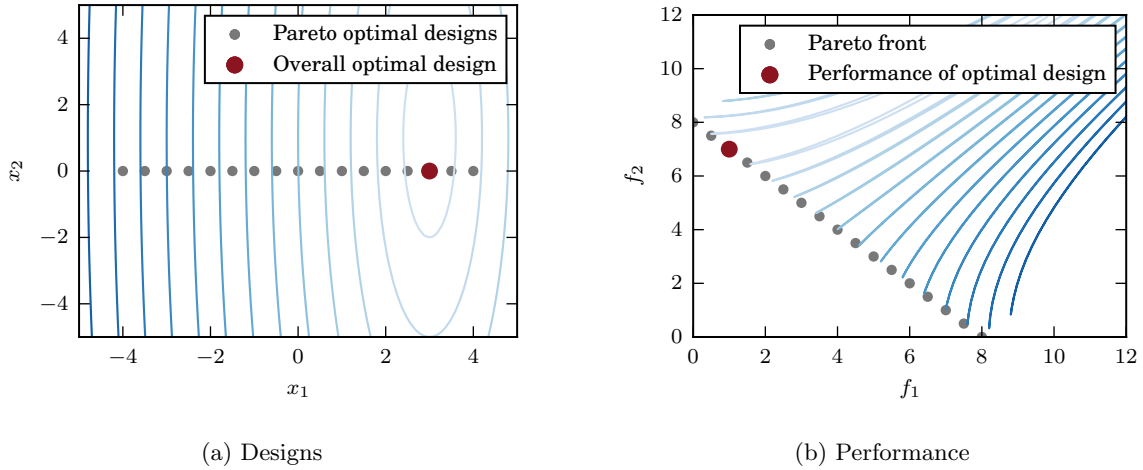 Pareto optimal designs
Overall optimal design
4
2
0
−2
−4
x₂
−4 −2 0 2 4
x₁
(a) Designs
Pareto front
Performance of optimal design
12
10
8
6
4
2
0
f₂
0 2 4 6 8 10 12
f₁
(b) Performance